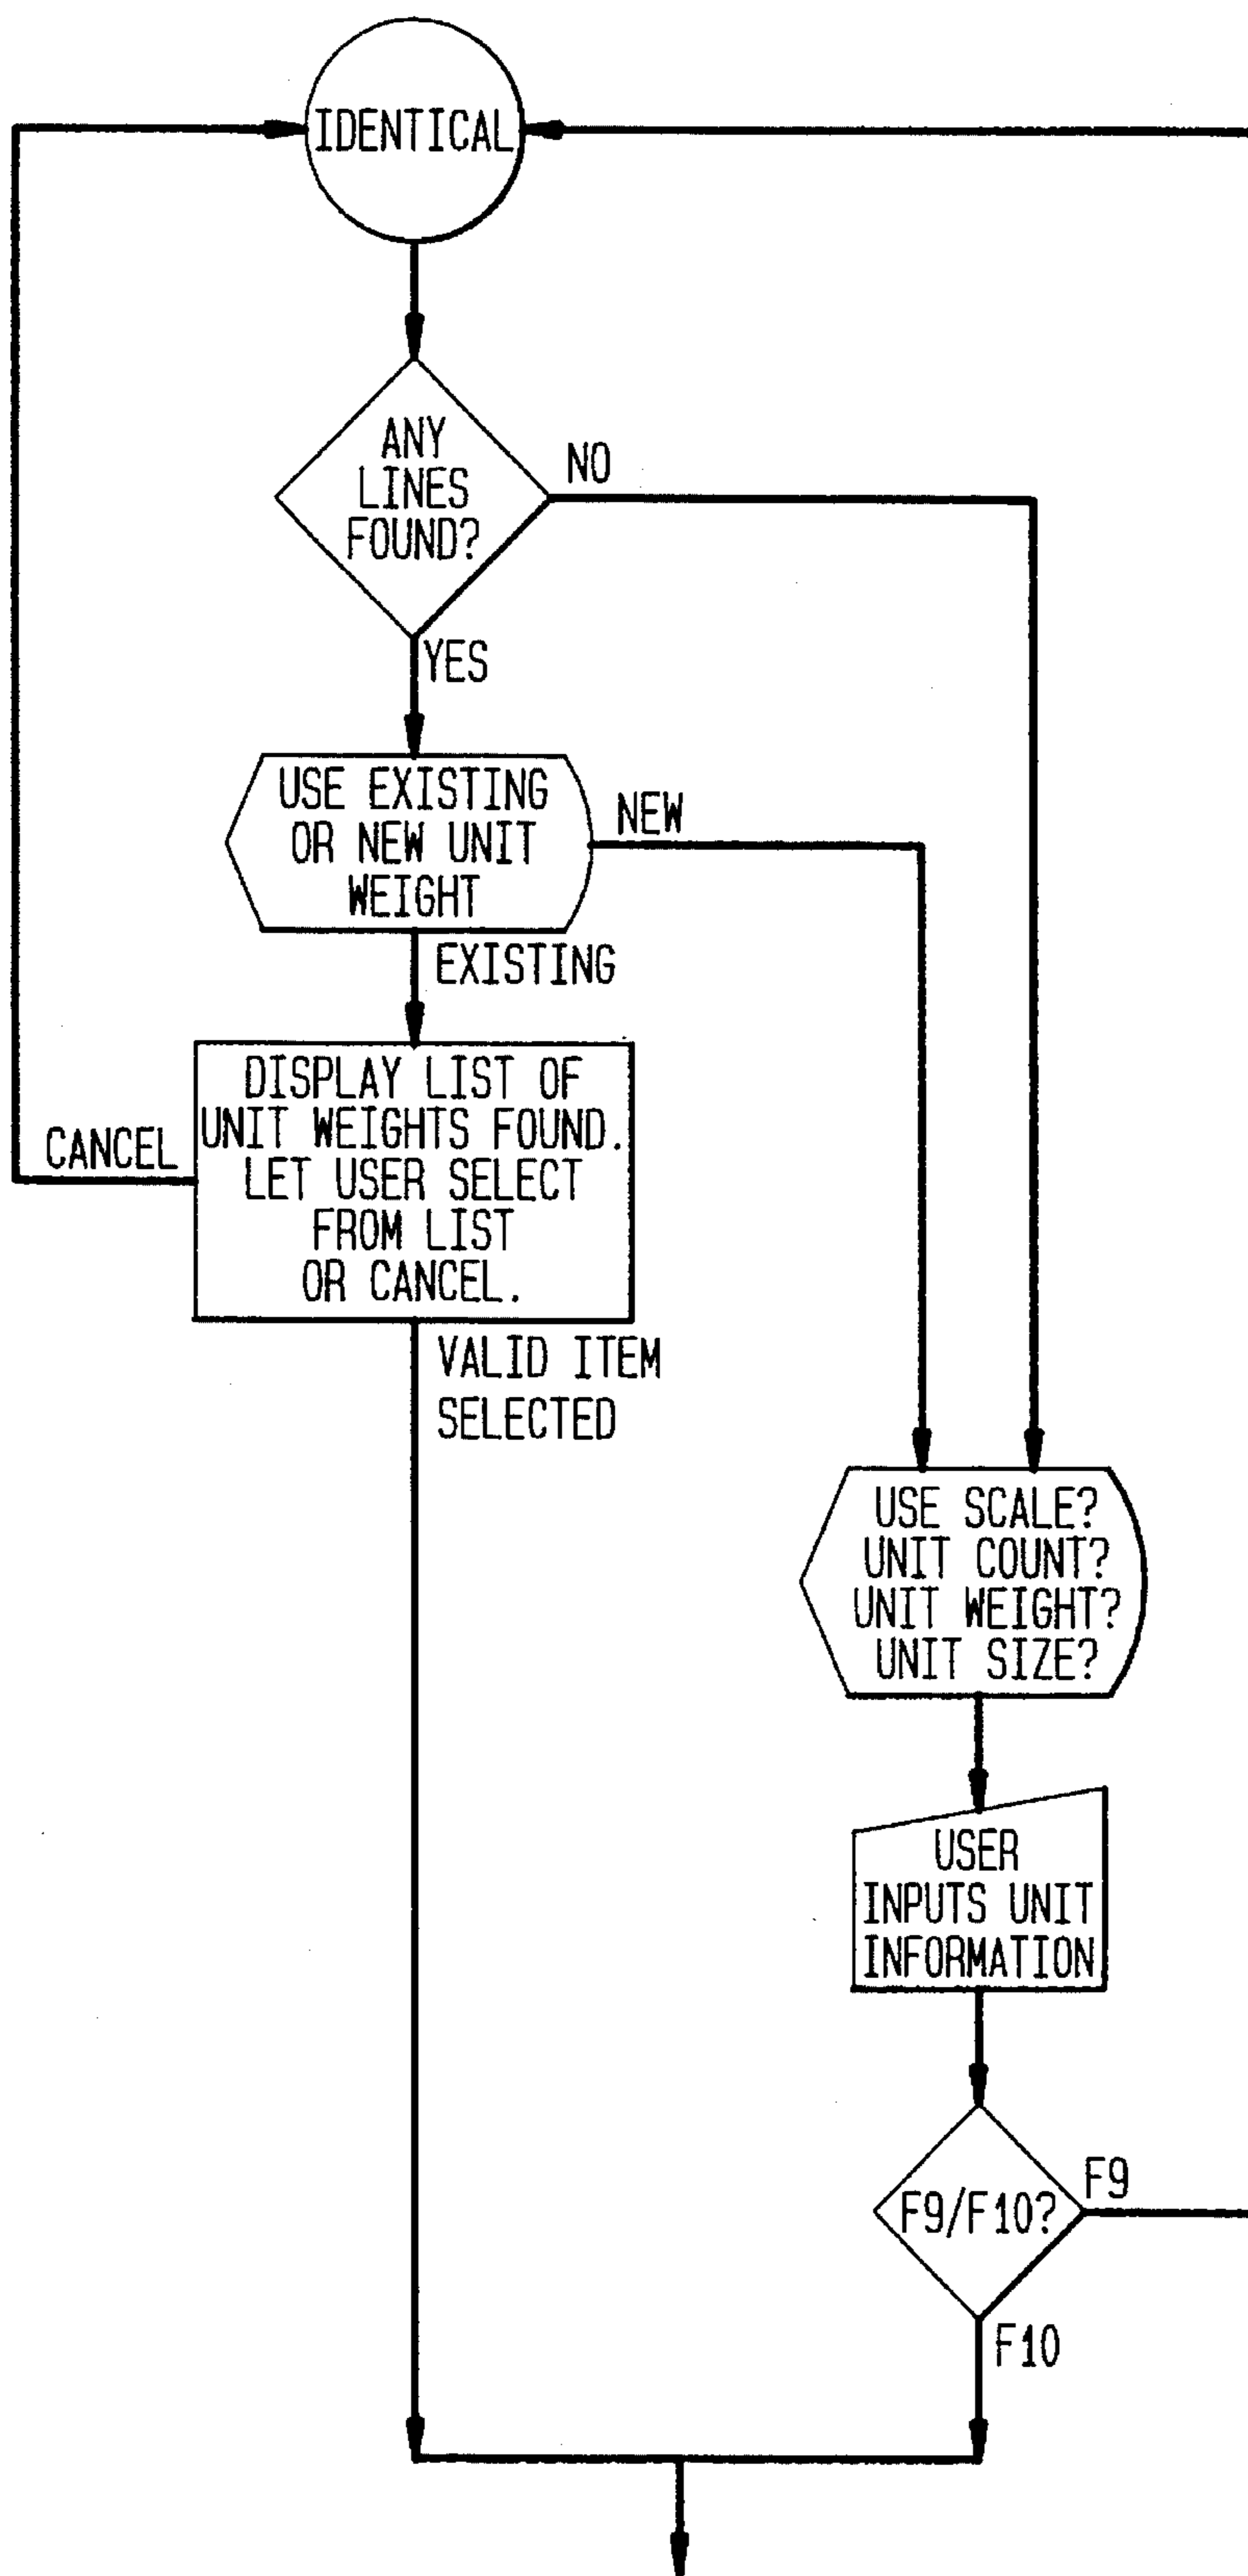 IDENTICAL
ANY
LINES
FOUND?
NO
YES
USE EXISTING
OR NEW UNIT
WEIGHT
NEW
EXISTING
DISPLAY LIST OF
UNIT WEIGHTS FOUND.
LET USER SELECT
FROM LIST
OR CANCEL.
CANCEL
VALID ITEM
SELECTED
USE SCALE?
UNIT COUNT?
UNIT WEIGHT?
UNIT SIZE?
USER
INPUTS UNIT
INFORMATION
F9/F10?
F9
F10